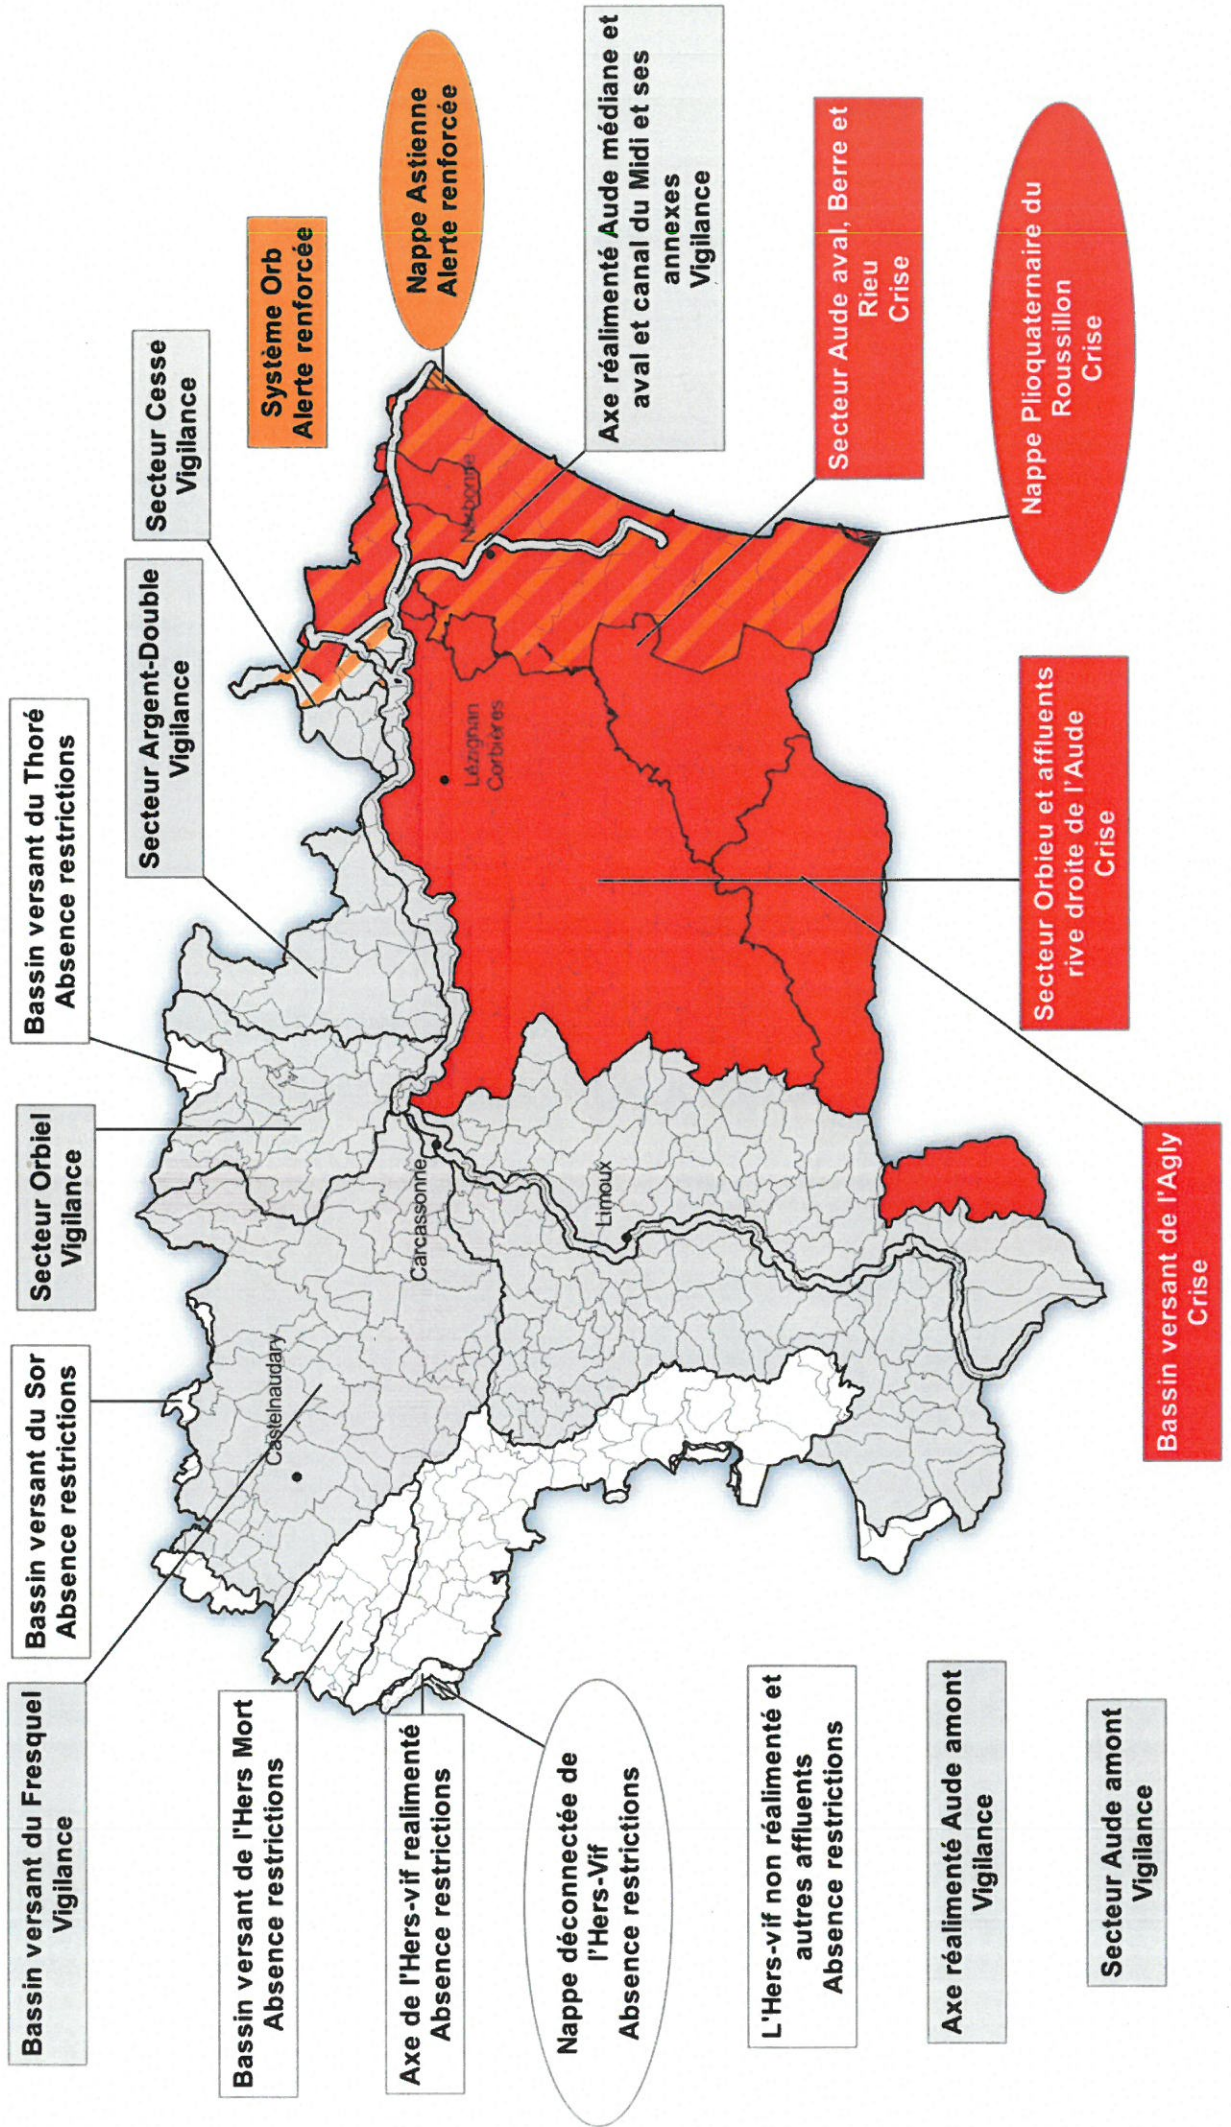 Bassin versant du Fresquel
Vigilance
Bassin versant du Sor
Absence restrictions
Secteur Orbiel
Vigilance
Bassin versant du Thoré
Absence restrictions
Secteur Argent-Double
Vigilance
Secteur Cesse
Vigilance
Système Orb
Alerte renforcée
Nappe Astienne
Alerte renforcée
Axe réalimenté Aude médiane et
aval et canal du Midi et ses
annexes
Vigilance
Secteur Aude aval, Berre et
Rieu
Crise
Nappe Plioquaternaire du
Roussillon
Crise
Secteur Orbieu et affluents
rive droite de l'Aude
Crise
Bassin versant de l'Agly
Crise
Bassin versant de l'Hers Mort
Absence restrictions
Axe de l'Hers-vif realimenté
Absence restrictions
Nappe déconnectée de
l'Hers-Vif
Absence restrictions
L'Hers-vif non réalimenté et
autres affluents
Absence restrictions
Axe réalimenté Aude amont
Vigilance
Secteur Aude amont
Vigilance
Castelnaudary
Carcassonne
Limoux
Lézignan
Corbières
Narbonne